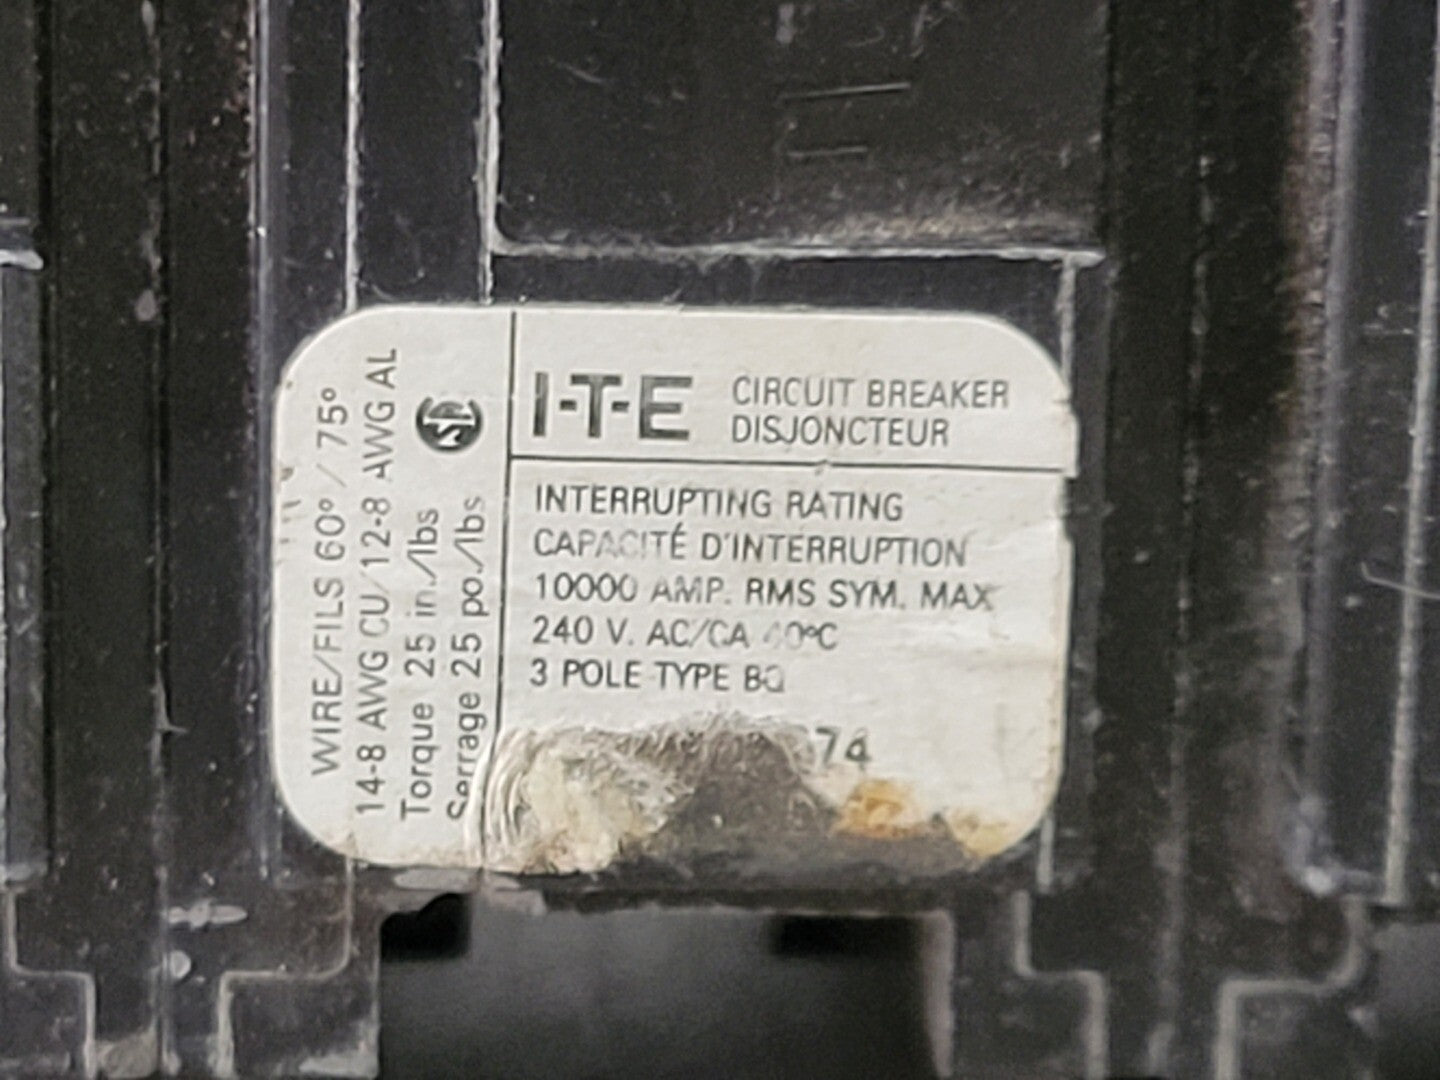 WIRE/FILS 60° / 75°
14-8 AWG CU/12-8 AWG AL
Torque 25 in./lbs
Serrage 25 po./lbs
I-T-E
CIRCUIT BREAKER
DISJONCTEUR
INTERRUPTING RATING
CAPACITÉ D'INTERRUPTION
10000 AMP. RMS SYM. MAX
240 V. AC/CA 40°C
3 POLE TYPE BQ
74